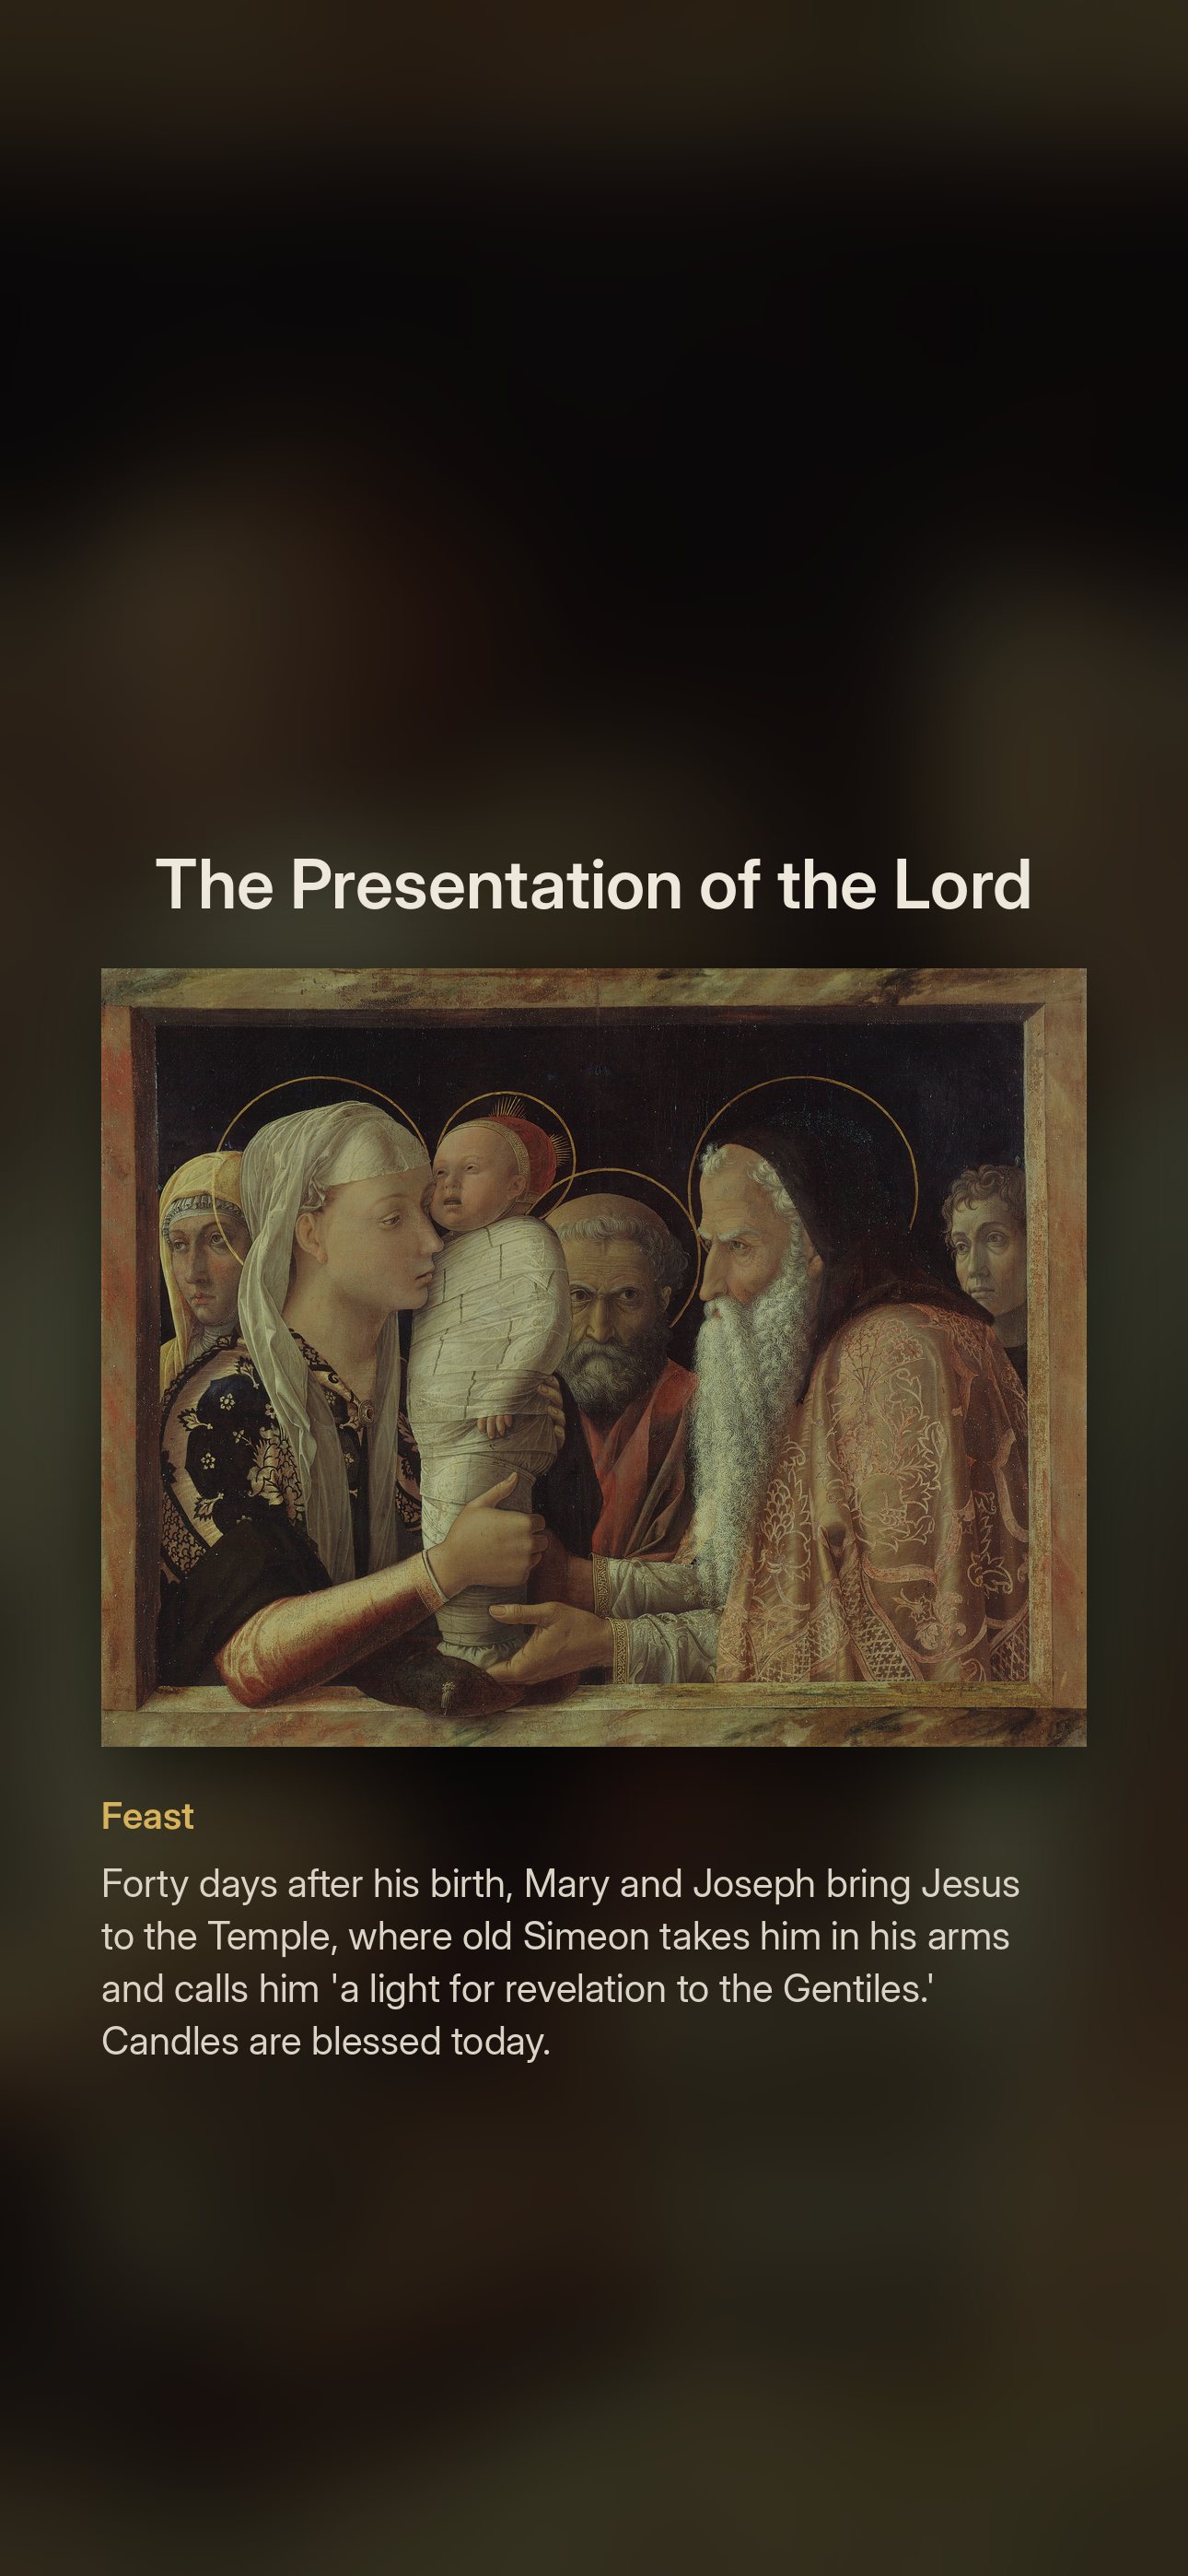 The Presentation of the Lord
Feast
Forty days after his birth, Mary and Joseph bring Jesus
to the Temple, where old Simeon takes him in his arms
and calls him 'a light for revelation to the Gentiles.'
Candles are blessed today.